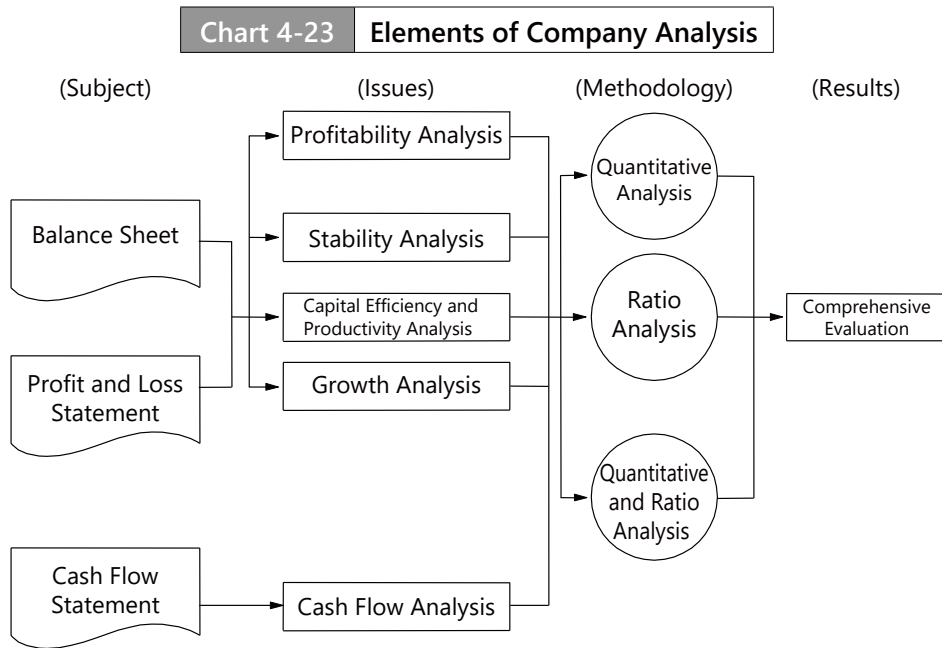 Chart 4-23 Elements of Company Analysis
(Subject) (Issues) (Methodology) (Results)
Balance Sheet
Profit and Loss
Statement
Cash Flow
Statement
Profitability Analysis
Stability Analysis
Capital Efficiency and
Productivity Analysis
Growth Analysis
Cash Flow Analysis
Quantitative
Analysis
Ratio
Analysis
Quantitative
and Ratio
Analysis
Comprehensive
Evaluation